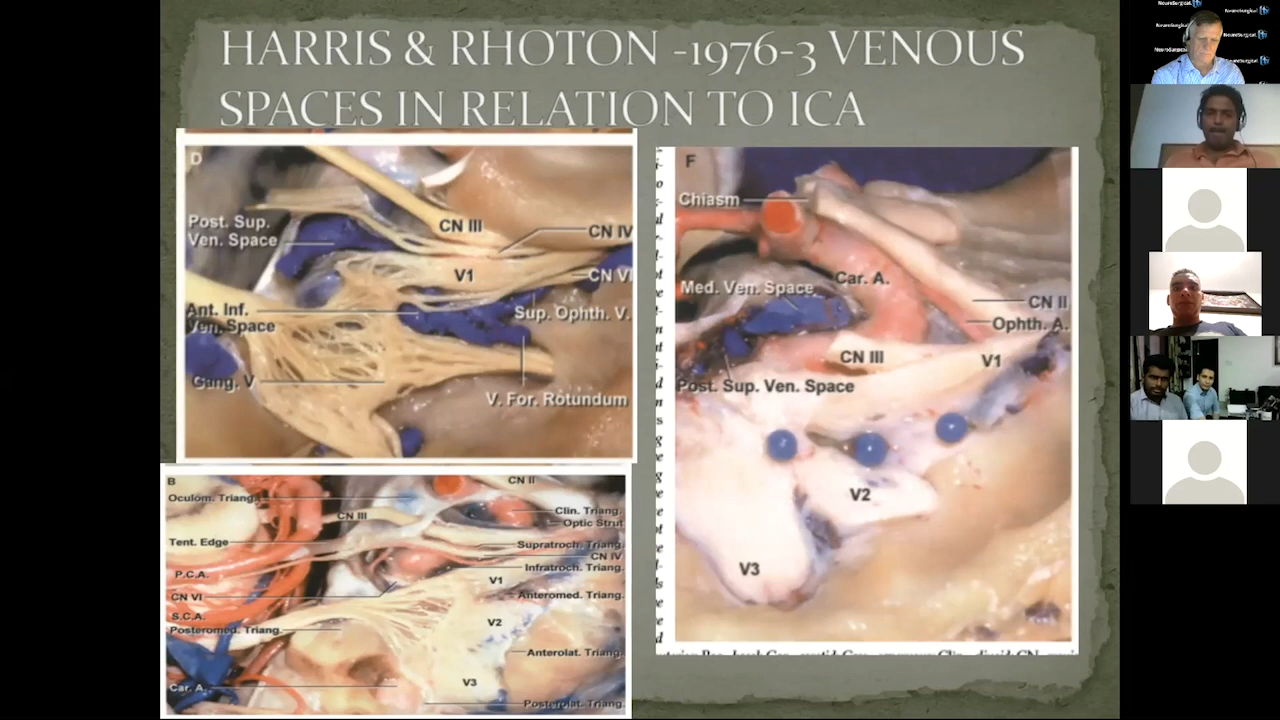 HARRIS & RHOTON -1976-3 VENOUS
SPACES IN RELATION TO ICA
D
Post. Sup.
Ven. Space
CN III
CN IV
V1
CN VI
Ant. Inf.
Ven. Space
Sup. Ophth. V.
Gang. V
V. For. Rotundum
B
Oculom. Triang.
CN II
CN III
Clin. Triang.
Optic Strut
Tent. Edge
Supratroch. Triang.
CN IV
Infratroch. Triang.
P.C.A.
V1
CN VI
Anteromed. Triang.
S.C.A.
V2
Posteromed. Triang.
Anterolat. Triang.
V3
Car. A.
Posterolat. Triang.
F
Chiasm
Car. A.
Med. Ven. Space
CN II
Ophth. A.
CN III
V1
Post. Sup. Ven. Space
V2
V3
NeuroSurgical
NeuroSurgical
NeuroSurgical